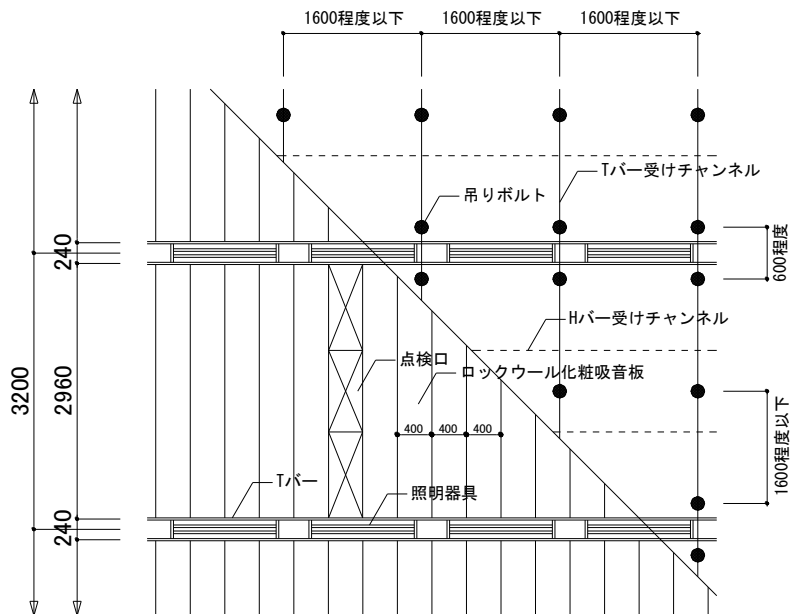 1600程度以下
1600程度以下
1600程度以下
Tバー受けチャンネル
吊りボルト
240
600程度
Hバー受けチャンネル
点検口
ロックウール化粧吸音板
3200
2960
400
400
400
1600程度以下
Tバー
照明器具
240